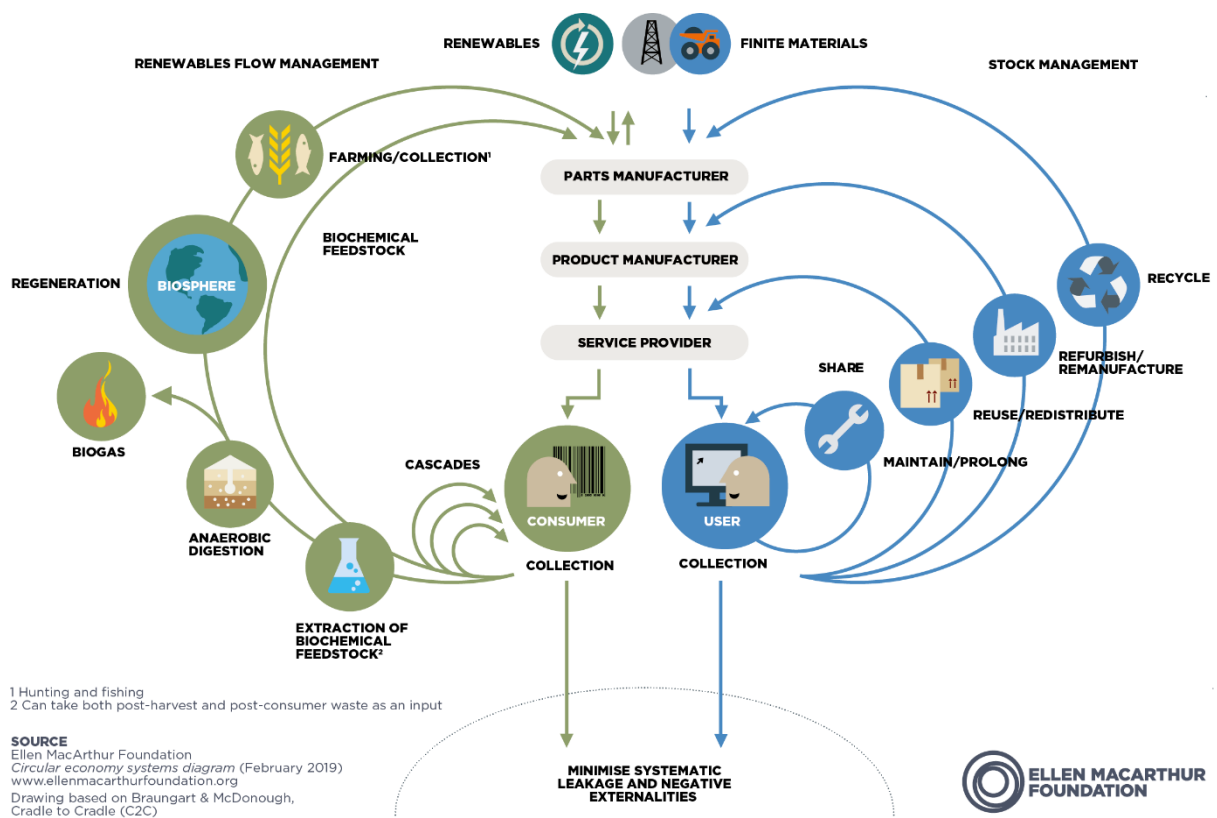 RENEWABLES
FINITE MATERIALS
RENEWABLES FLOW MANAGEMENT
STOCK MANAGEMENT
FARMING/COLLECTION¹
PARTS MANUFACTURER
BIOCHEMICAL
FEEDSTOCK
PRODUCT MANUFACTURER
REGENERATION
BIOSPHERE
RECYCLE
SERVICE PROVIDER
SHARE
REFURBISH/
REMANUFACTURE
REUSE/REDISTRIBUTE
BIOGAS
CASCADES
MAINTAIN/PROLONG
CONSUMER
USER
ANAEROBIC
DIGESTION
COLLECTION
COLLECTION
EXTRACTION OF
BIOCHEMICAL
FEEDSTOCK²
1 Hunting and fishing
2 Can take both post-harvest and post-consumer waste as an input
SOURCE
Ellen MacArthur Foundation
Circular economy systems diagram (February 2019)
www.ellenmacarthurfoundation.org
Drawing based on Braungart & McDonough,
Cradle to Cradle (C2C)
MINIMISE SYSTEMATIC
LEAKAGE AND NEGATIVE
EXTERNALITIES
ELLEN MACARTHUR
FOUNDATION